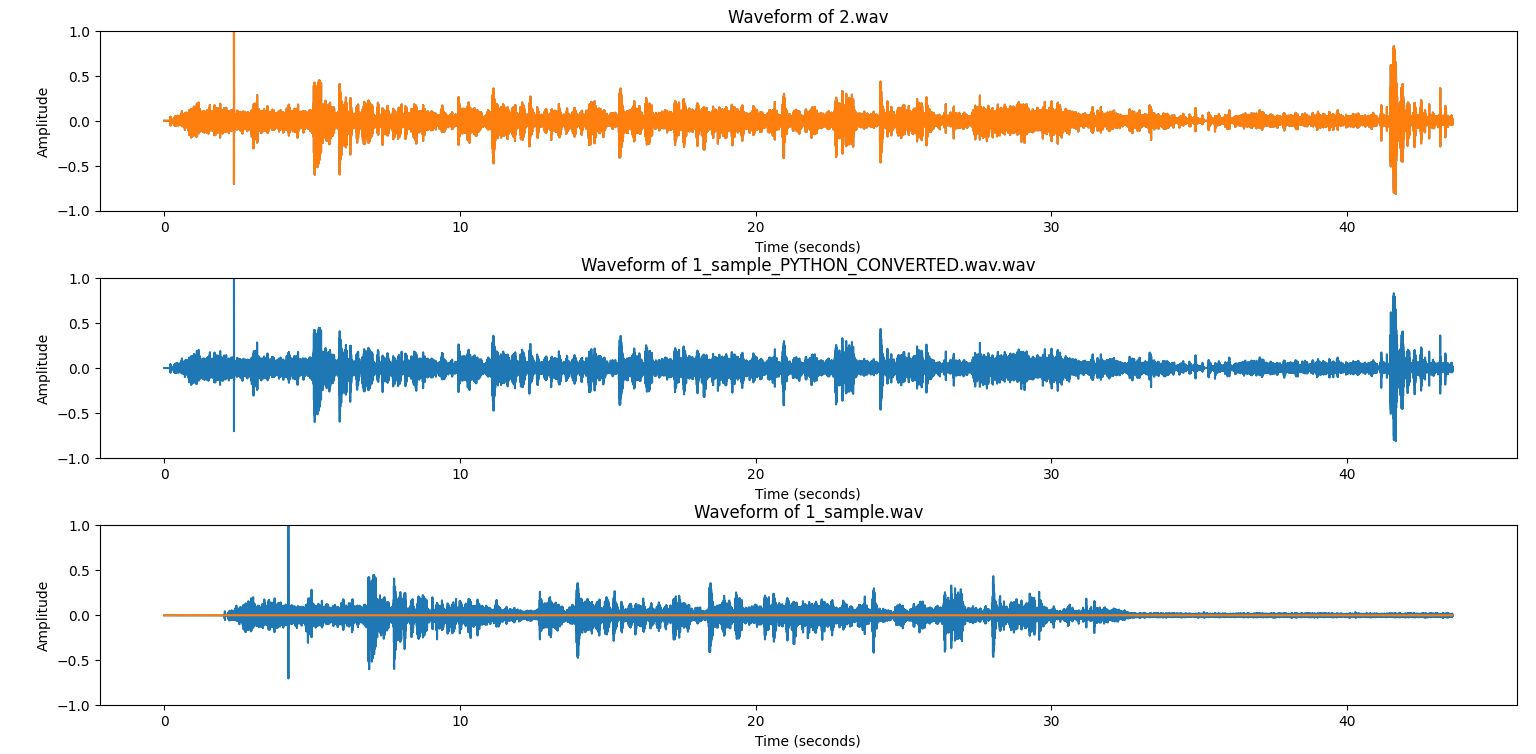 Waveform of 2.wav
1.0
0.5
0.0
−0.5
−1.0
Amplitude
0 10 20 30 40
Time (seconds)
Waveform of 1_sample_PYTHON_CONVERTED.wav.wav
1.0
0.5
0.0
−0.5
−1.0
Amplitude
0 10 20 30 40
Time (seconds)
Waveform of 1_sample.wav
1.0
0.5
0.0
−0.5
−1.0
Amplitude
0 10 20 30 40
Time (seconds)